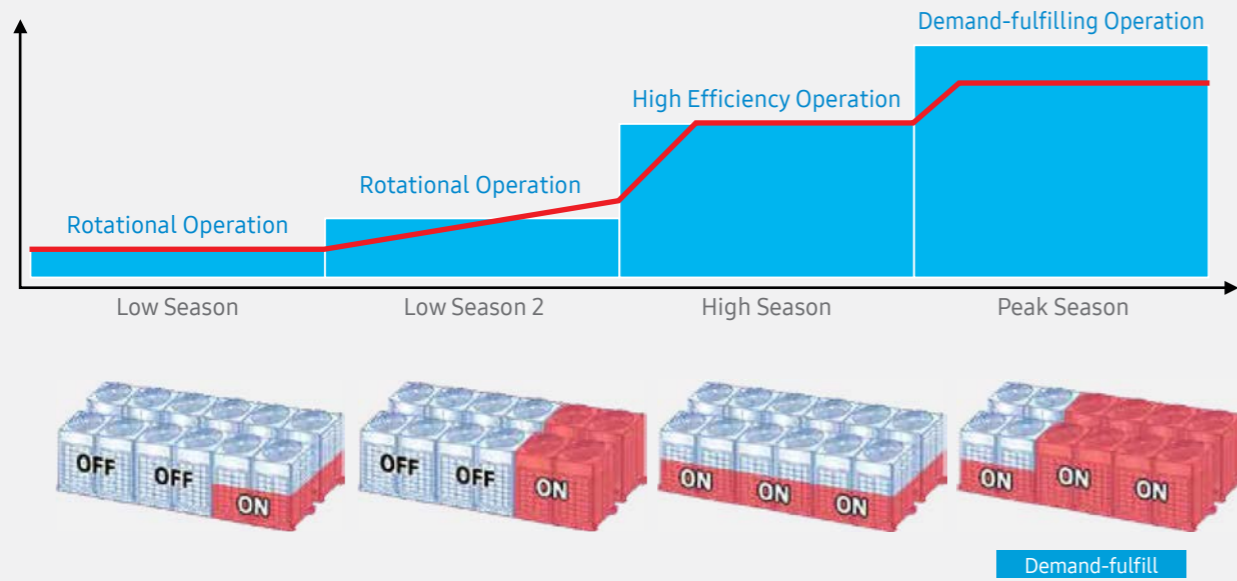 Demand-fulfilling Operation
High Efficiency Operation
Rotational Operation
Rotational Operation
Low Season
Low Season 2
High Season
Peak Season
OFF
OFF
ON
OFF
OFF
ON
ON
ON
ON
ON
ON
ON
Demand-fulfill